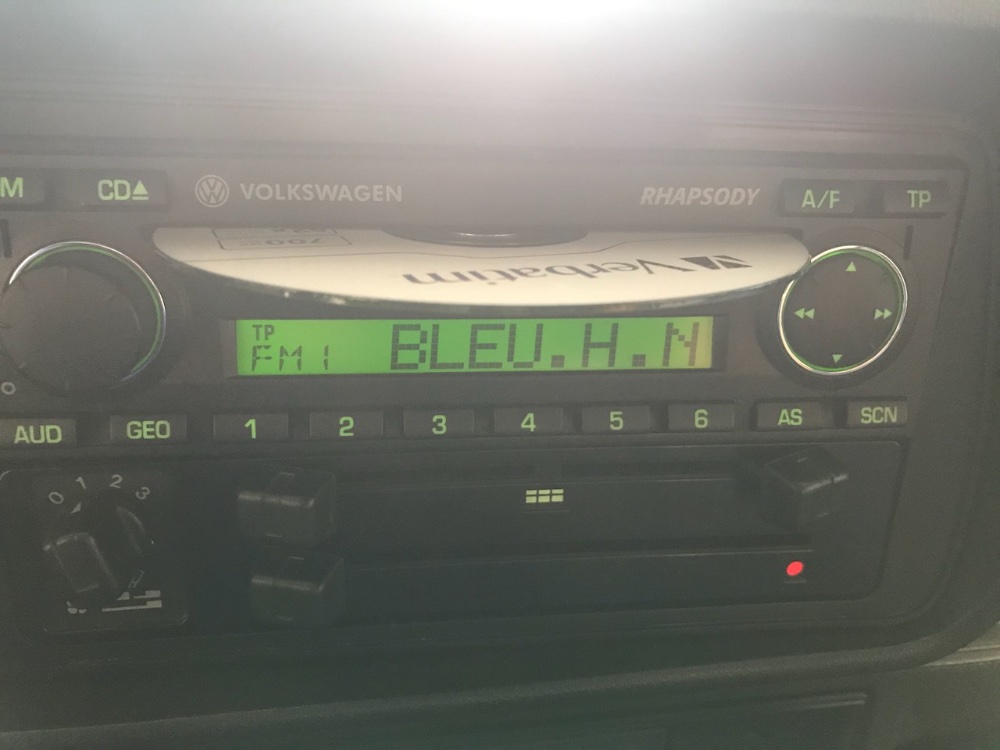 M CD VOLKSWAGEN RHAPSODY A/F TP
700
Verbatim
TP
FM1 BLEU.H.N
AUD GEO 1 2 3 4 5 6 AS SCN
0 1 2 3